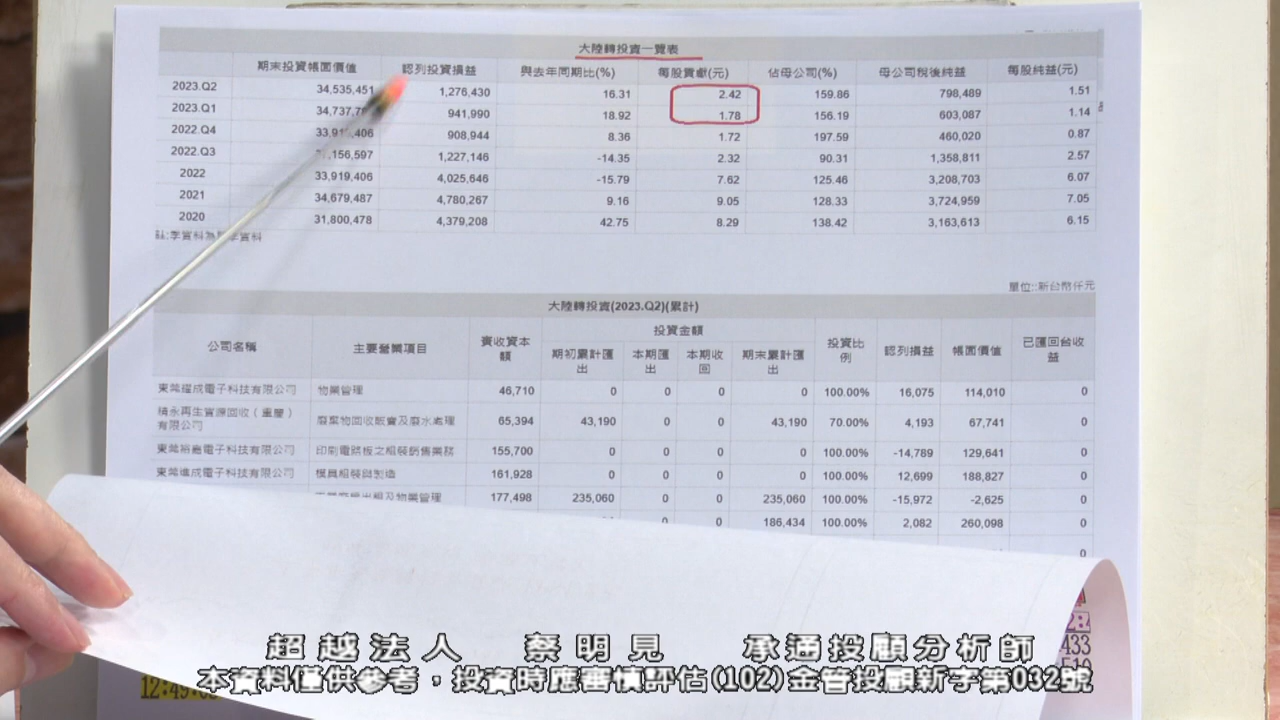 大陸轉投資一覽表
期末投資帳面價值 認列投資損益 與去年同期比(%) 每股貢獻(元) 佔母公司(%) 母公司稅後純益 每股純益(元)
2023.Q2 34,535,451 1,276,430 16.31 2.42 159.86 798,489 1.51
2023.Q1 941,990 18.92 1.78 156.19 603,087 1.14
2022.Q4 908,944 8.36 1.72 197.59 460,020 0.87
2022.Q3 1,227,146 -14.35 2.32 90.31 1,358,811 2.57
2022 33,919,406 4,025,646 -15.79 7.62 125.46 3,208,703 6.07
2021 34,679,487 4,780,267 9.16 9.05 128.33 3,724,959 7.05
2020 31,800,478 4,379,208 42.75 8.29 138.42 3,163,613 6.15
單位::新台幣仟元
大陸轉投資(2023.Q2)(累計)
公司名稱 主要營業項目 實收資本額 投資金額 投資比例 認列損益 帳面價值 已匯回台收益
期初累計匯出 本期匯出 本期收回 期末累計匯出
東莞耀成電子科技有限公司 物業管理 46,710 0 0 0 0 100.00% 16,075 114,010 0
積永再生資源回收（重慶）有限公司 廢棄物回收販賣及廢水處理 65,394 43,190 0 0 43,190 70.00% 4,193 67,741 0
東莞裕嘉電子科技有限公司 印刷電路板之組裝銷售業務 155,700 0 0 0 0 100.00% -14,789 129,641 0
東莞進成電子科技有限公司 模具組裝與製造 161,928 0 0 0 0 100.00% 12,699 188,827 0
及物業管理 177,498 235,060 0 0 235,060 100.00% -15,972 -2,625 0
0 0 186,434 100.00% 2,082 260,098 0
0
433
超越法人 蔡明見 承通投顧分析師
本資料僅供參考，投資時應審慎評估(102)金管投顧新字第032號